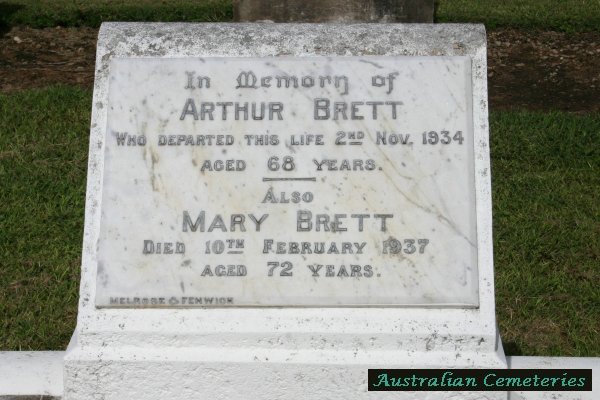 In Memory of
ARTHUR BRETT
WHO DEPARTED THIS LIFE 2ND NOV. 1934
AGED 68 YEARS.
ALSO
MARY BRETT
DIED 10TH FEBRUARY 1937
AGED 72 YEARS.
MELROSE & FENWICK
Australian Cemeteries